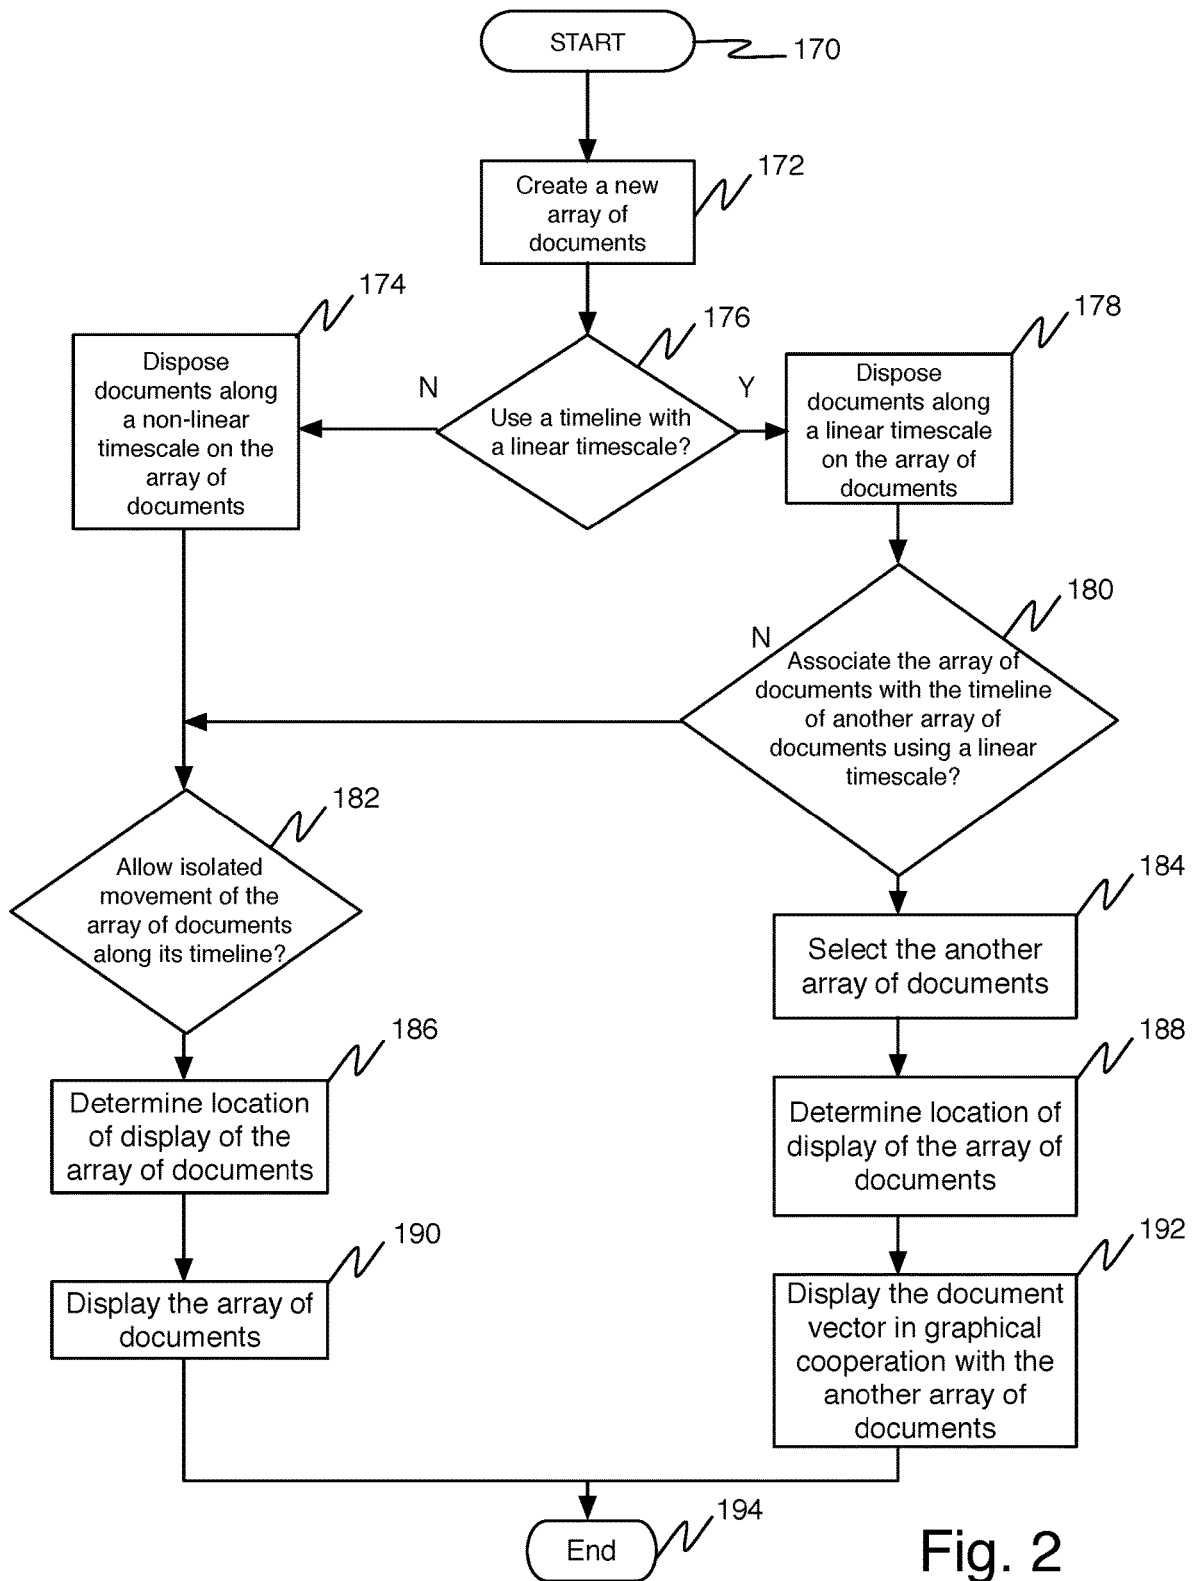 START
170
172
Create a new
array of
documents
174
176
178
Dispose
documents along
a non-linear
timescale on the
array of
documents
N
Use a timeline with
a linear timescale?
Y
Dispose
documents along
a linear timescale
on the array of
documents
180
N
Associate the array of
documents with the timeline
of another array of
documents using a linear
timescale?
182
Allow isolated
movement of the
array of documents
along its timeline?
184
Select the another
array of documents
186
Determine location
of display of the
array of documents
188
Determine location of
display of the array of
documents
190
Display the array of
documents
192
Display the document
vector in graphical
cooperation with the
another array of
documents
194
End
Fig. 2